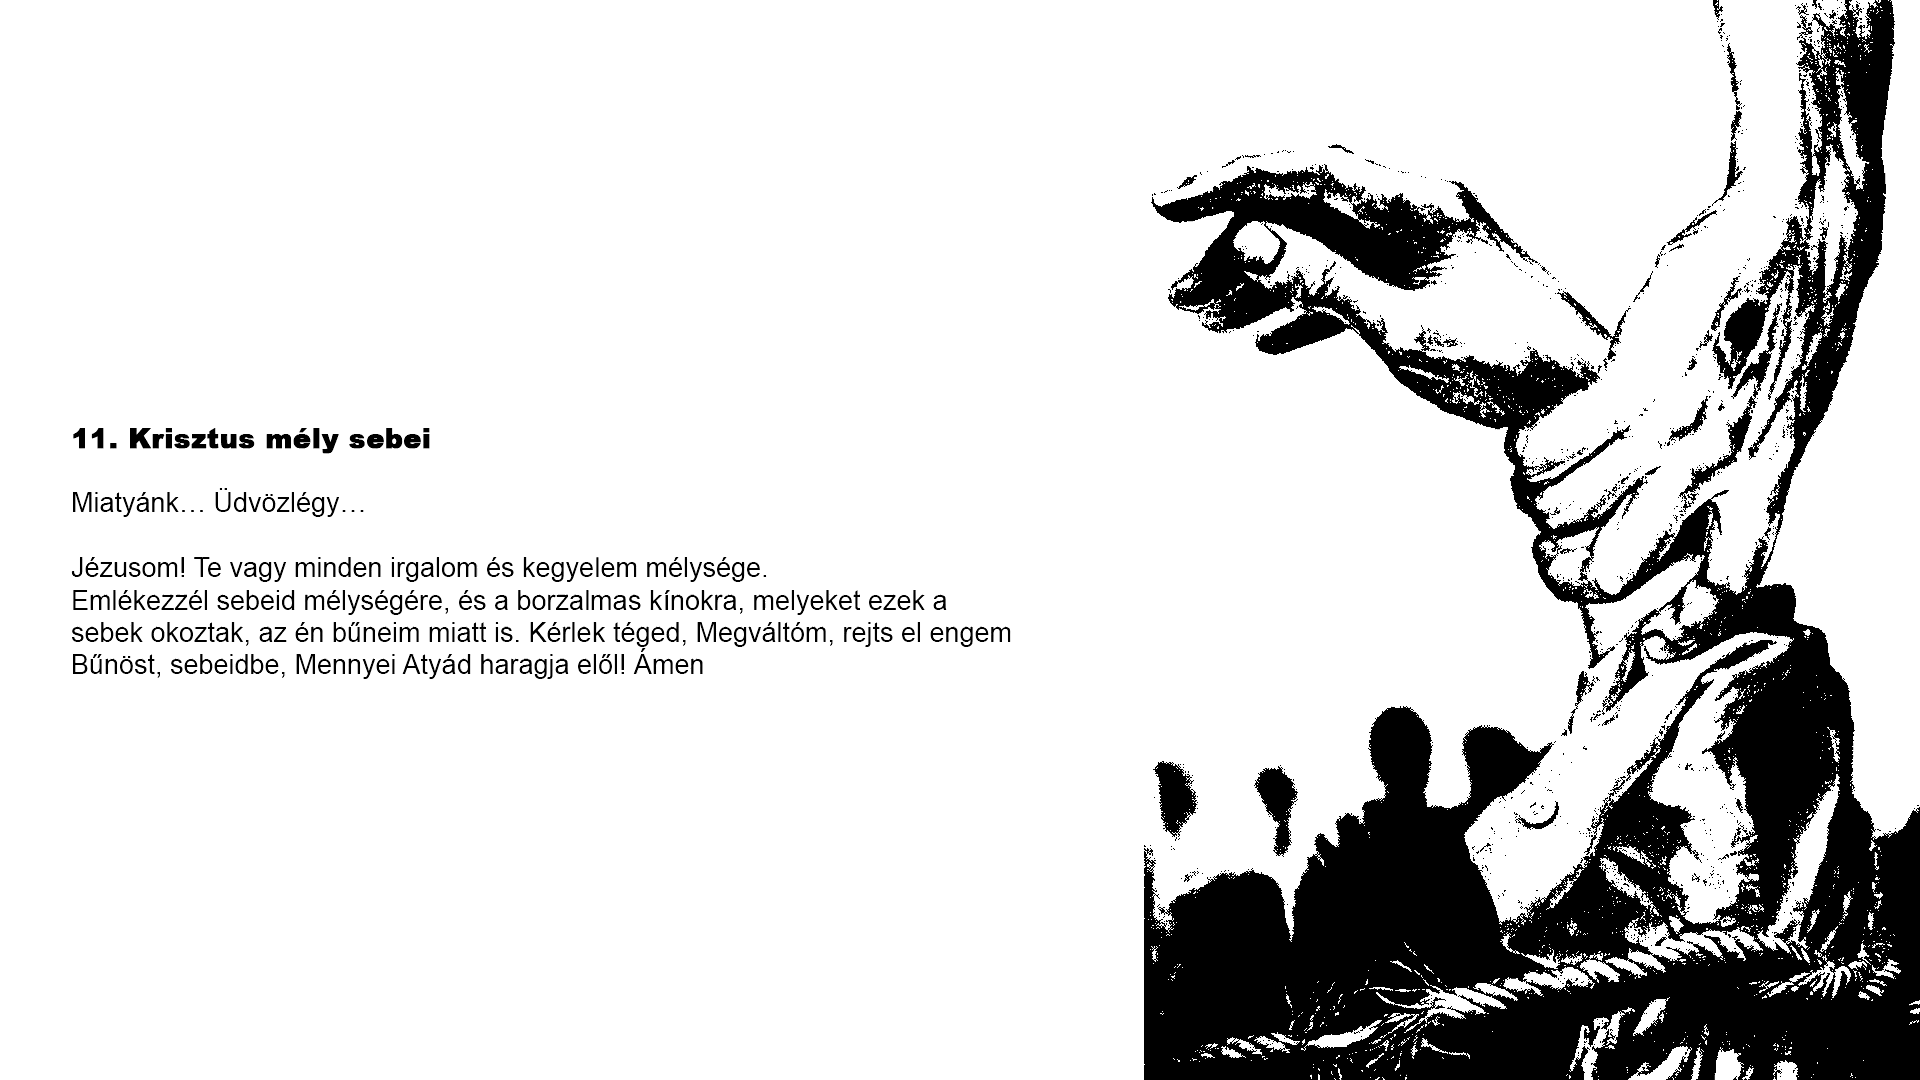 11. Krisztus mély sebei
Miatyánk… Üdvözlégy…
Jézusom! Te vagy minden irgalom és kegyelem mélysége.
Emlékezzél sebeid mélységére, és a borzalmas kínokra, melyeket ezek a
sebek okoztak, az én bűneim miatt is. Kérlek téged, Megváltóm, rejts el engem
Bűnöst, sebeidbe, Mennyei Atyád haragja elől! Ámen